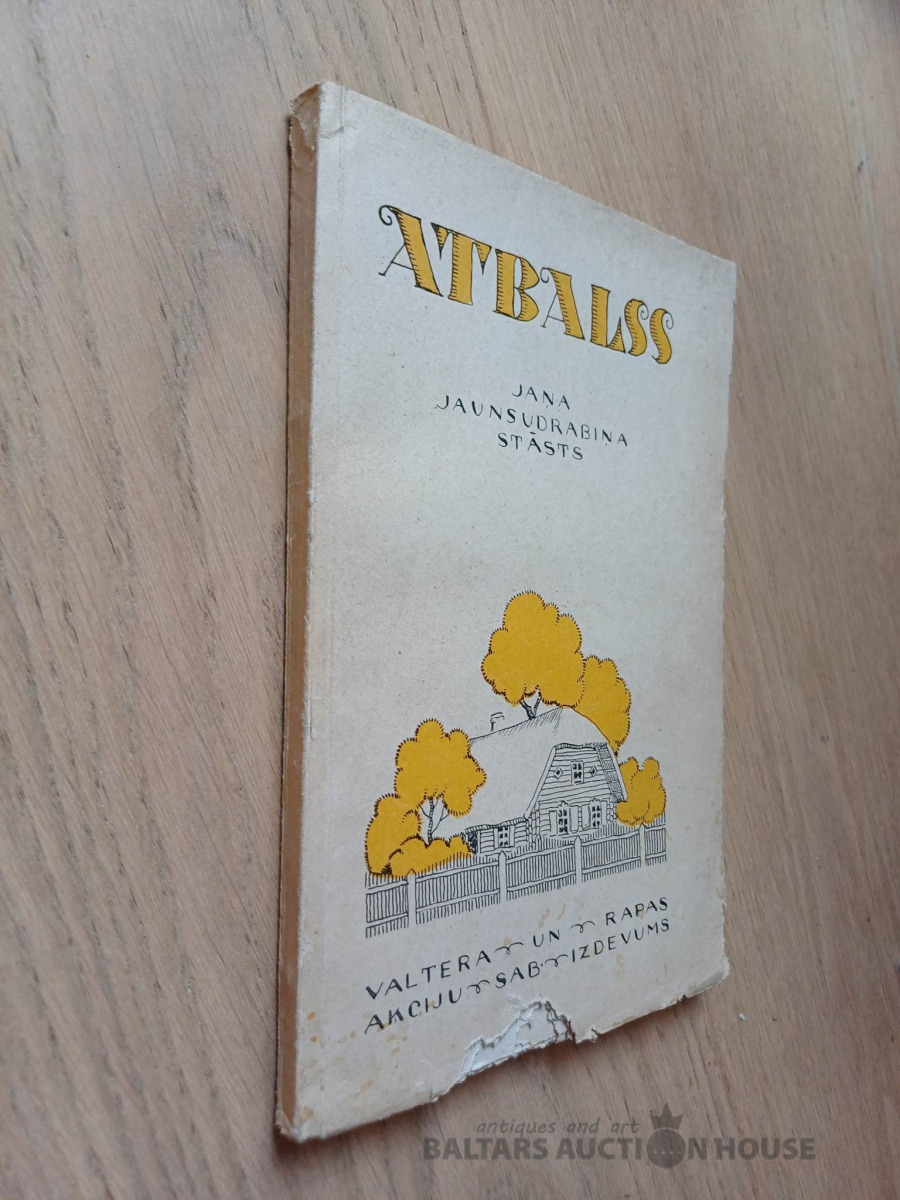 ATBALSS
JANA
JAUNSUDRABIŅA
STĀSTS
VALTERA UN RAPAS
AKCIJU SAB. IZDEVUMS
antiques and art
BALTARS AUCTION HOUSE